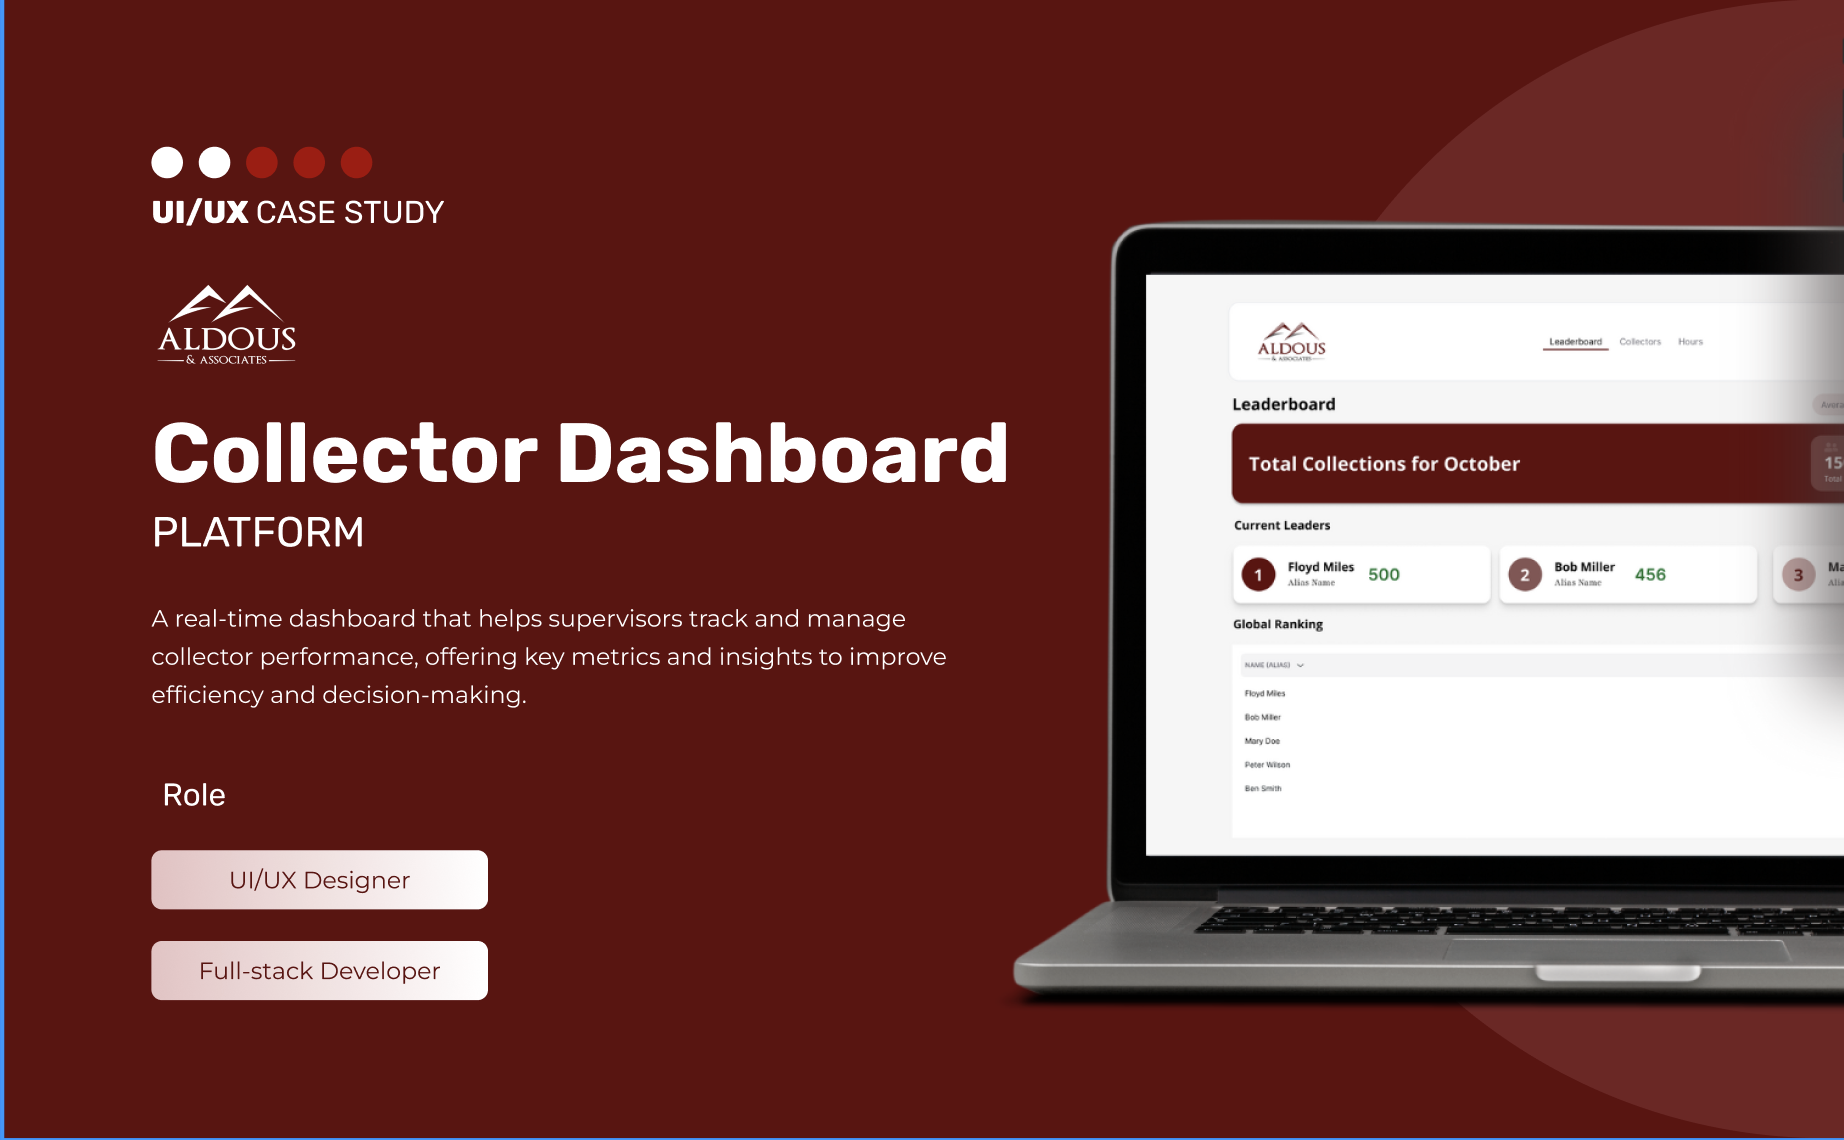 UI/UX CASE STUDY
ALDOUS
& ASSOCIATES
Collector Dashboard
PLATFORM
A real-time dashboard that helps supervisors track and manage
collector performance, offering key metrics and insights to improve
efficiency and decision-making.
Role
UI/UX Designer
Full-stack Developer
ALDOUS
& ASSOCIATES
Leaderboard Collectors Hours
Leaderboard
Total Collections for October
15
Total
Current Leaders
1 Floyd Miles 500
Alias Name
2 Bob Miller 456
Alias Name
3 Ma
Global Ranking
NAME (ALIAS)
Floyd Miles
Bob Miller
Mary Doe
Peter Wilson
Ben Smith